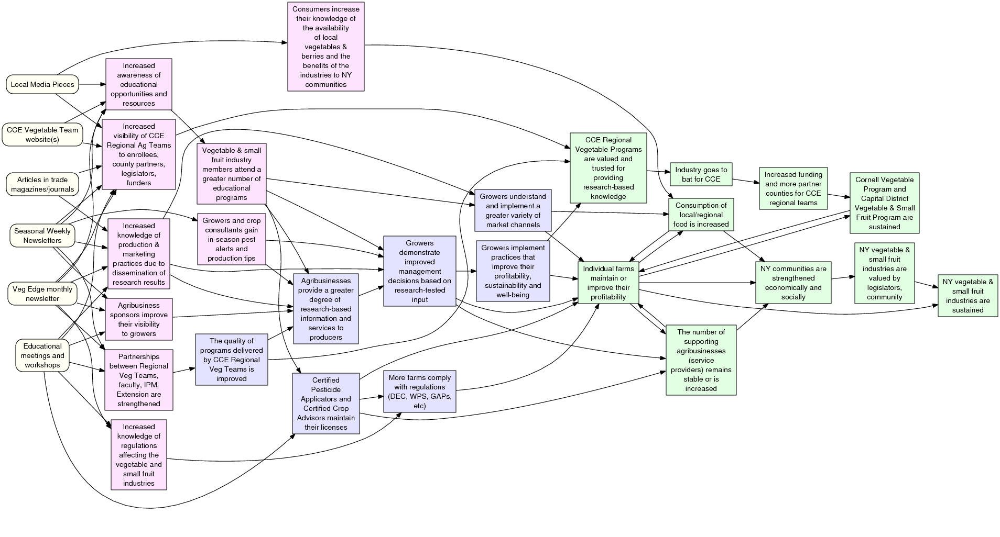 Consumers increase
their knowledge of
the availability
of local
vegetables &
berries and the
benefits of the
industries to NY
communities
Local Media Pieces
CCE Vegetable Team
website(s)
Articles in trade
magazines/journals
Seasonal Weekly
Newsletters
Veg Edge monthly
newsletter
Educational
meetings and
workshops
Increased
awareness of
educational
opportunities and
resources
Increased
visibility of CCE
Regional Ag Teams
to enrollees,
county partners,
legislators,
funders
Increased
knowledge of
production &
marketing
practices due to
dissemination of
research results
Agribusiness
sponsors improve
their visibility
to growers
Partnerships
between Regional
Veg Teams,
faculty, IPM,
Extension are
strengthened
Increased
knowledge of
regulations
affecting the
vegetable and
small fruit
industries
Vegetable & small
fruit industry
members attend a
greater number of
educational
programs
Growers and crop
consultants gain
in-season pest
alerts and
production tips
The quality of
programs delivered
by CCE Regional
Veg Teams is
improved
Agribusinesses
provide a greater
degree of
research-based
information and
services to
producers
Certified
Pesticide
Applicators and
Certified Crop
Advisors maintain
their licenses
Growers
demonstrate
improved
management
decisions based on
research-tested
input
More farms comply
with regulations
(DEC, WPS, GAPs,
etc)
Growers understand
and implement a
greater variety of
market channels
Growers implement
practices that
improve their
profitability,
sustainability and
well-being
CCE Regional
Vegetable Programs
are valued and
trusted for
providing
research-based
knowledge
Individual farms
maintain or
improve their
profitability
Industry goes to
bat for CCE
Consumption of
local/regional
food is increased
The number of
supporting
agribusinesses
(service
providers) remains
stable or is
increased
Increased funding
and more partner
counties for CCE
regional teams
NY communities are
strengthened
economically and
socially
Cornell Vegetable
Program and
Capital District
Vegetable & Small
Fruit Program are
sustained
NY vegetable &
small fruit
industries are
valued by
legislators,
community
NY vegetable &
small fruit
industries are
sustained